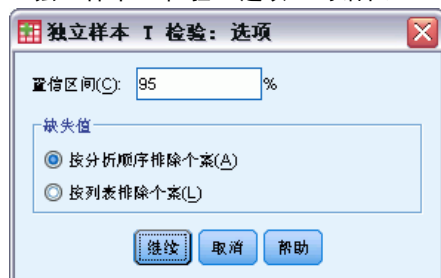 独立样本 T 检验: 选项
置信区间(C): 95 %
缺失值
按分析顺序排除个案(A)
按列表排除个案(L)
继续 取消 帮助